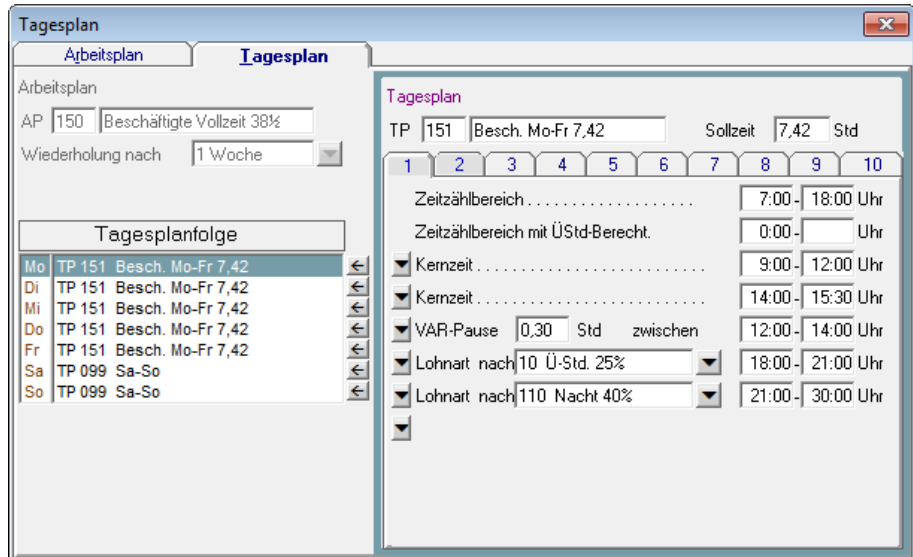 Tagesplan
Arbeitsplan Tagesplan
Arbeitsplan
AP 150 Beschäftigte Vollzeit 38½
Wiederholung nach 1 Woche
Tagesplanfolge
Mo TP 151 Besch. Mo-Fr 7,42
Di TP 151 Besch. Mo-Fr 7,42
Mi TP 151 Besch. Mo-Fr 7,42
Do TP 151 Besch. Mo-Fr 7,42
Fr TP 151 Besch. Mo-Fr 7,42
Sa TP 099 Sa-So
So TP 099 Sa-So
Tagesplan
TP 151 Besch. Mo-Fr 7,42 Sollzeit 7,42 Std
1 2 3 4 5 6 7 8 9 10
Zeitzählbereich . . . . . . . . . . . . . . . . . . . 7:00 - 18:00 Uhr
Zeitzählbereich mit ÜStd-Berecht. 0:00 - Uhr
Kernzeit . . . . . . . . . . . . . . . . . . . . . . . . . 9:00 - 12:00 Uhr
Kernzeit . . . . . . . . . . . . . . . . . . . . . . . . . 14:00 - 15:30 Uhr
VAR-Pause 0,30 Std zwischen 12:00 - 14:00 Uhr
Lohnart nach 10 Ü-Std. 25% 18:00 - 21:00 Uhr
Lohnart nach 110 Nacht 40% 21:00 - 30:00 Uhr